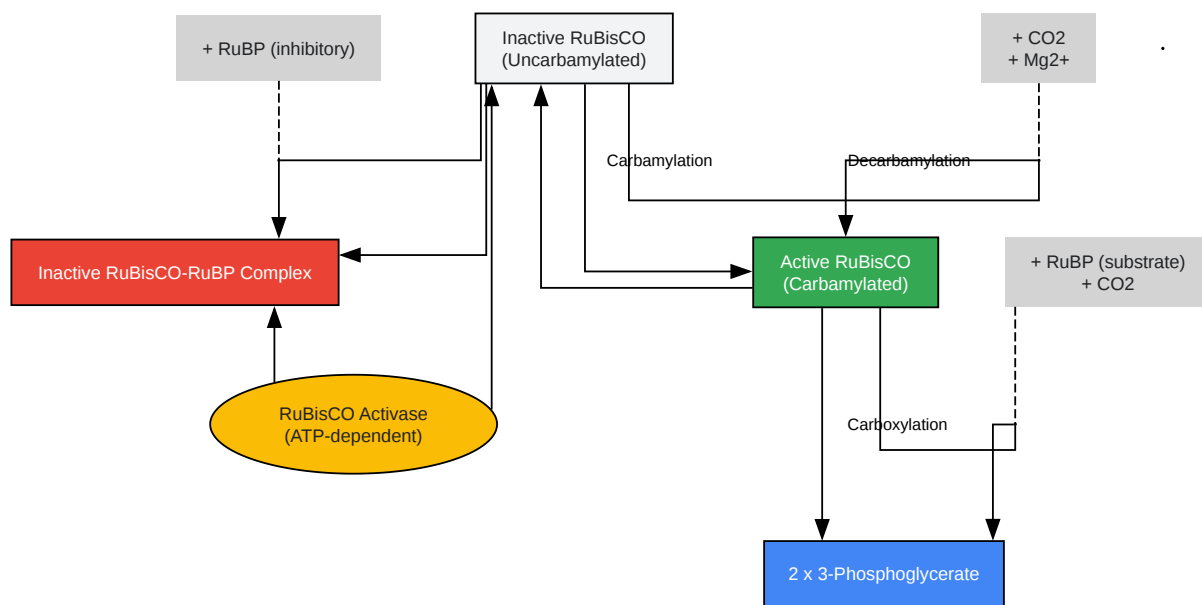 + RuBP (inhibitory)
Inactive RuBisCO
(Uncarbamylated)
+ CO2
+ Mg2+
Carbamylation
Decarbamylation
Inactive RuBisCO-RuBP Complex
Active RuBisCO
(Carbamylated)
+ RuBP (substrate)
+ CO2
RuBisCO Activase
(ATP-dependent)
Carboxylation
2 x 3-Phosphoglycerate